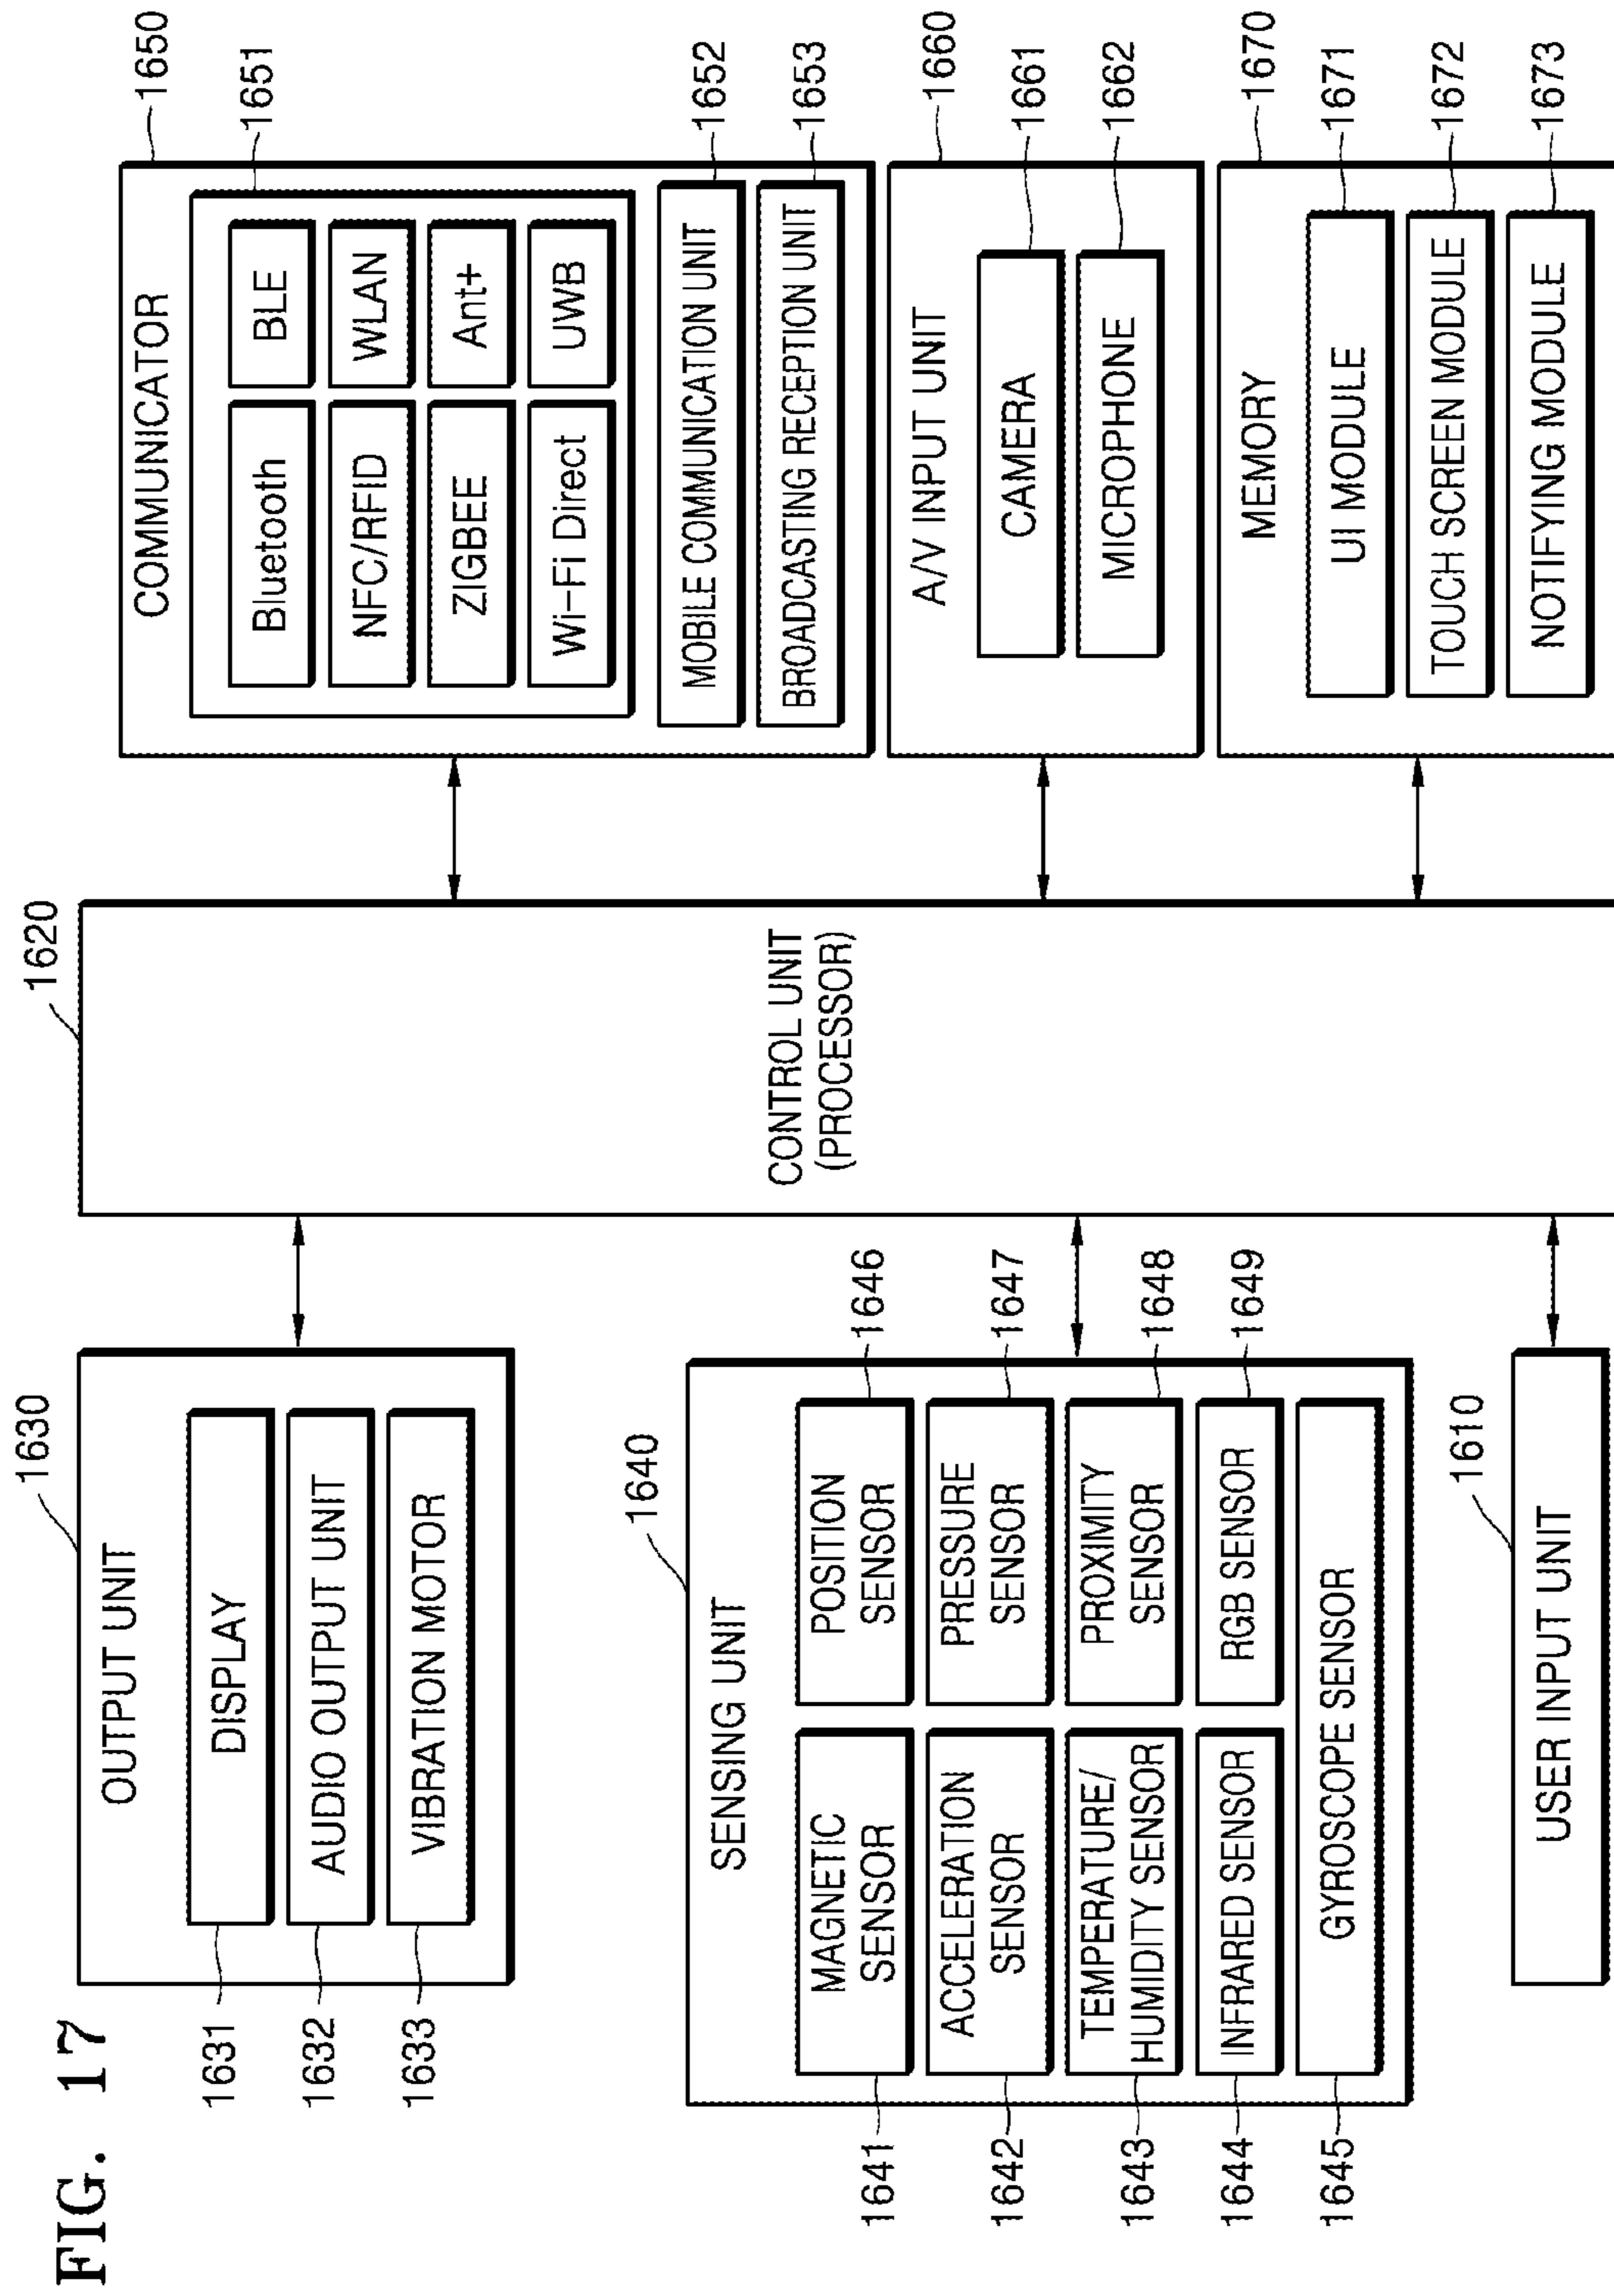 FIG. 17
1630
OUTPUT UNIT
1631
DISPLAY
1632
AUDIO OUTPUT UNIT
1633
VIBRATION MOTOR
1640
SENSING UNIT
1641
MAGNETIC
SENSOR
POSITION
SENSOR
1646
1642
ACCELERATION
SENSOR
PRESSURE
SENSOR
1647
1643
TEMPERATURE/
HUMIDITY SENSOR
PROXIMITY
SENSOR
1648
1644
INFRARED SENSOR
RGB SENSOR
1649
1645
GYROSCOPE SENSOR
1610
USER INPUT UNIT
1620
CONTROL UNIT
(PROCESSOR)
1650
COMMUNICATOR
1651
Bluetooth
BLE
NFC/RFID
WLAN
ZIGBEE
Ant+
Wi-Fi Direct
UWB
MOBILE COMMUNICATION UNIT
1652
BROADCASTING RECEPTION UNIT
1653
1660
A/V INPUT UNIT
CAMERA
1661
MICROPHONE
1662
1670
MEMORY
UI MODULE
1671
TOUCH SCREEN MODULE
1672
NOTIFYING MODULE
1673